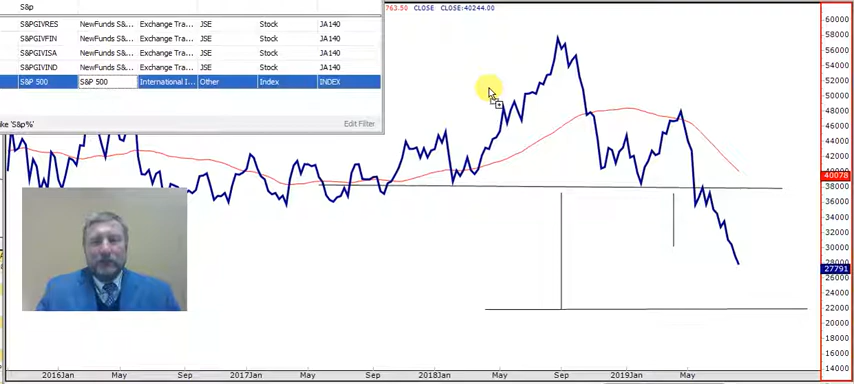 S&p
763.50 CLOSE CLOSE:40244.00
S&PGIVRES NewFunds S&... Exchange Tra... JSE Stock JA140
S&PGIVFIN NewFunds S&... Exchange Tra... JSE Stock JA140
S&PGIVISA NewFunds S&... Exchange Tra... JSE Stock JA140
S&PGIVIND NewFunds S&... Exchange Tra... JSE Stock JA140
S&P 500 S&P 500 International I... Other Index INDEX
ke 'S&p%' Edit Filter
60000
58000
56000
54000
52000
50000
48000
46000
44000
42000
40078
38000
36000
34000
32000
30000
28000
27791
26000
24000
22000
20000
18000
16000
14000
2016Jan May Sep 2017Jan May Sep 2018Jan May Sep 2019Jan May